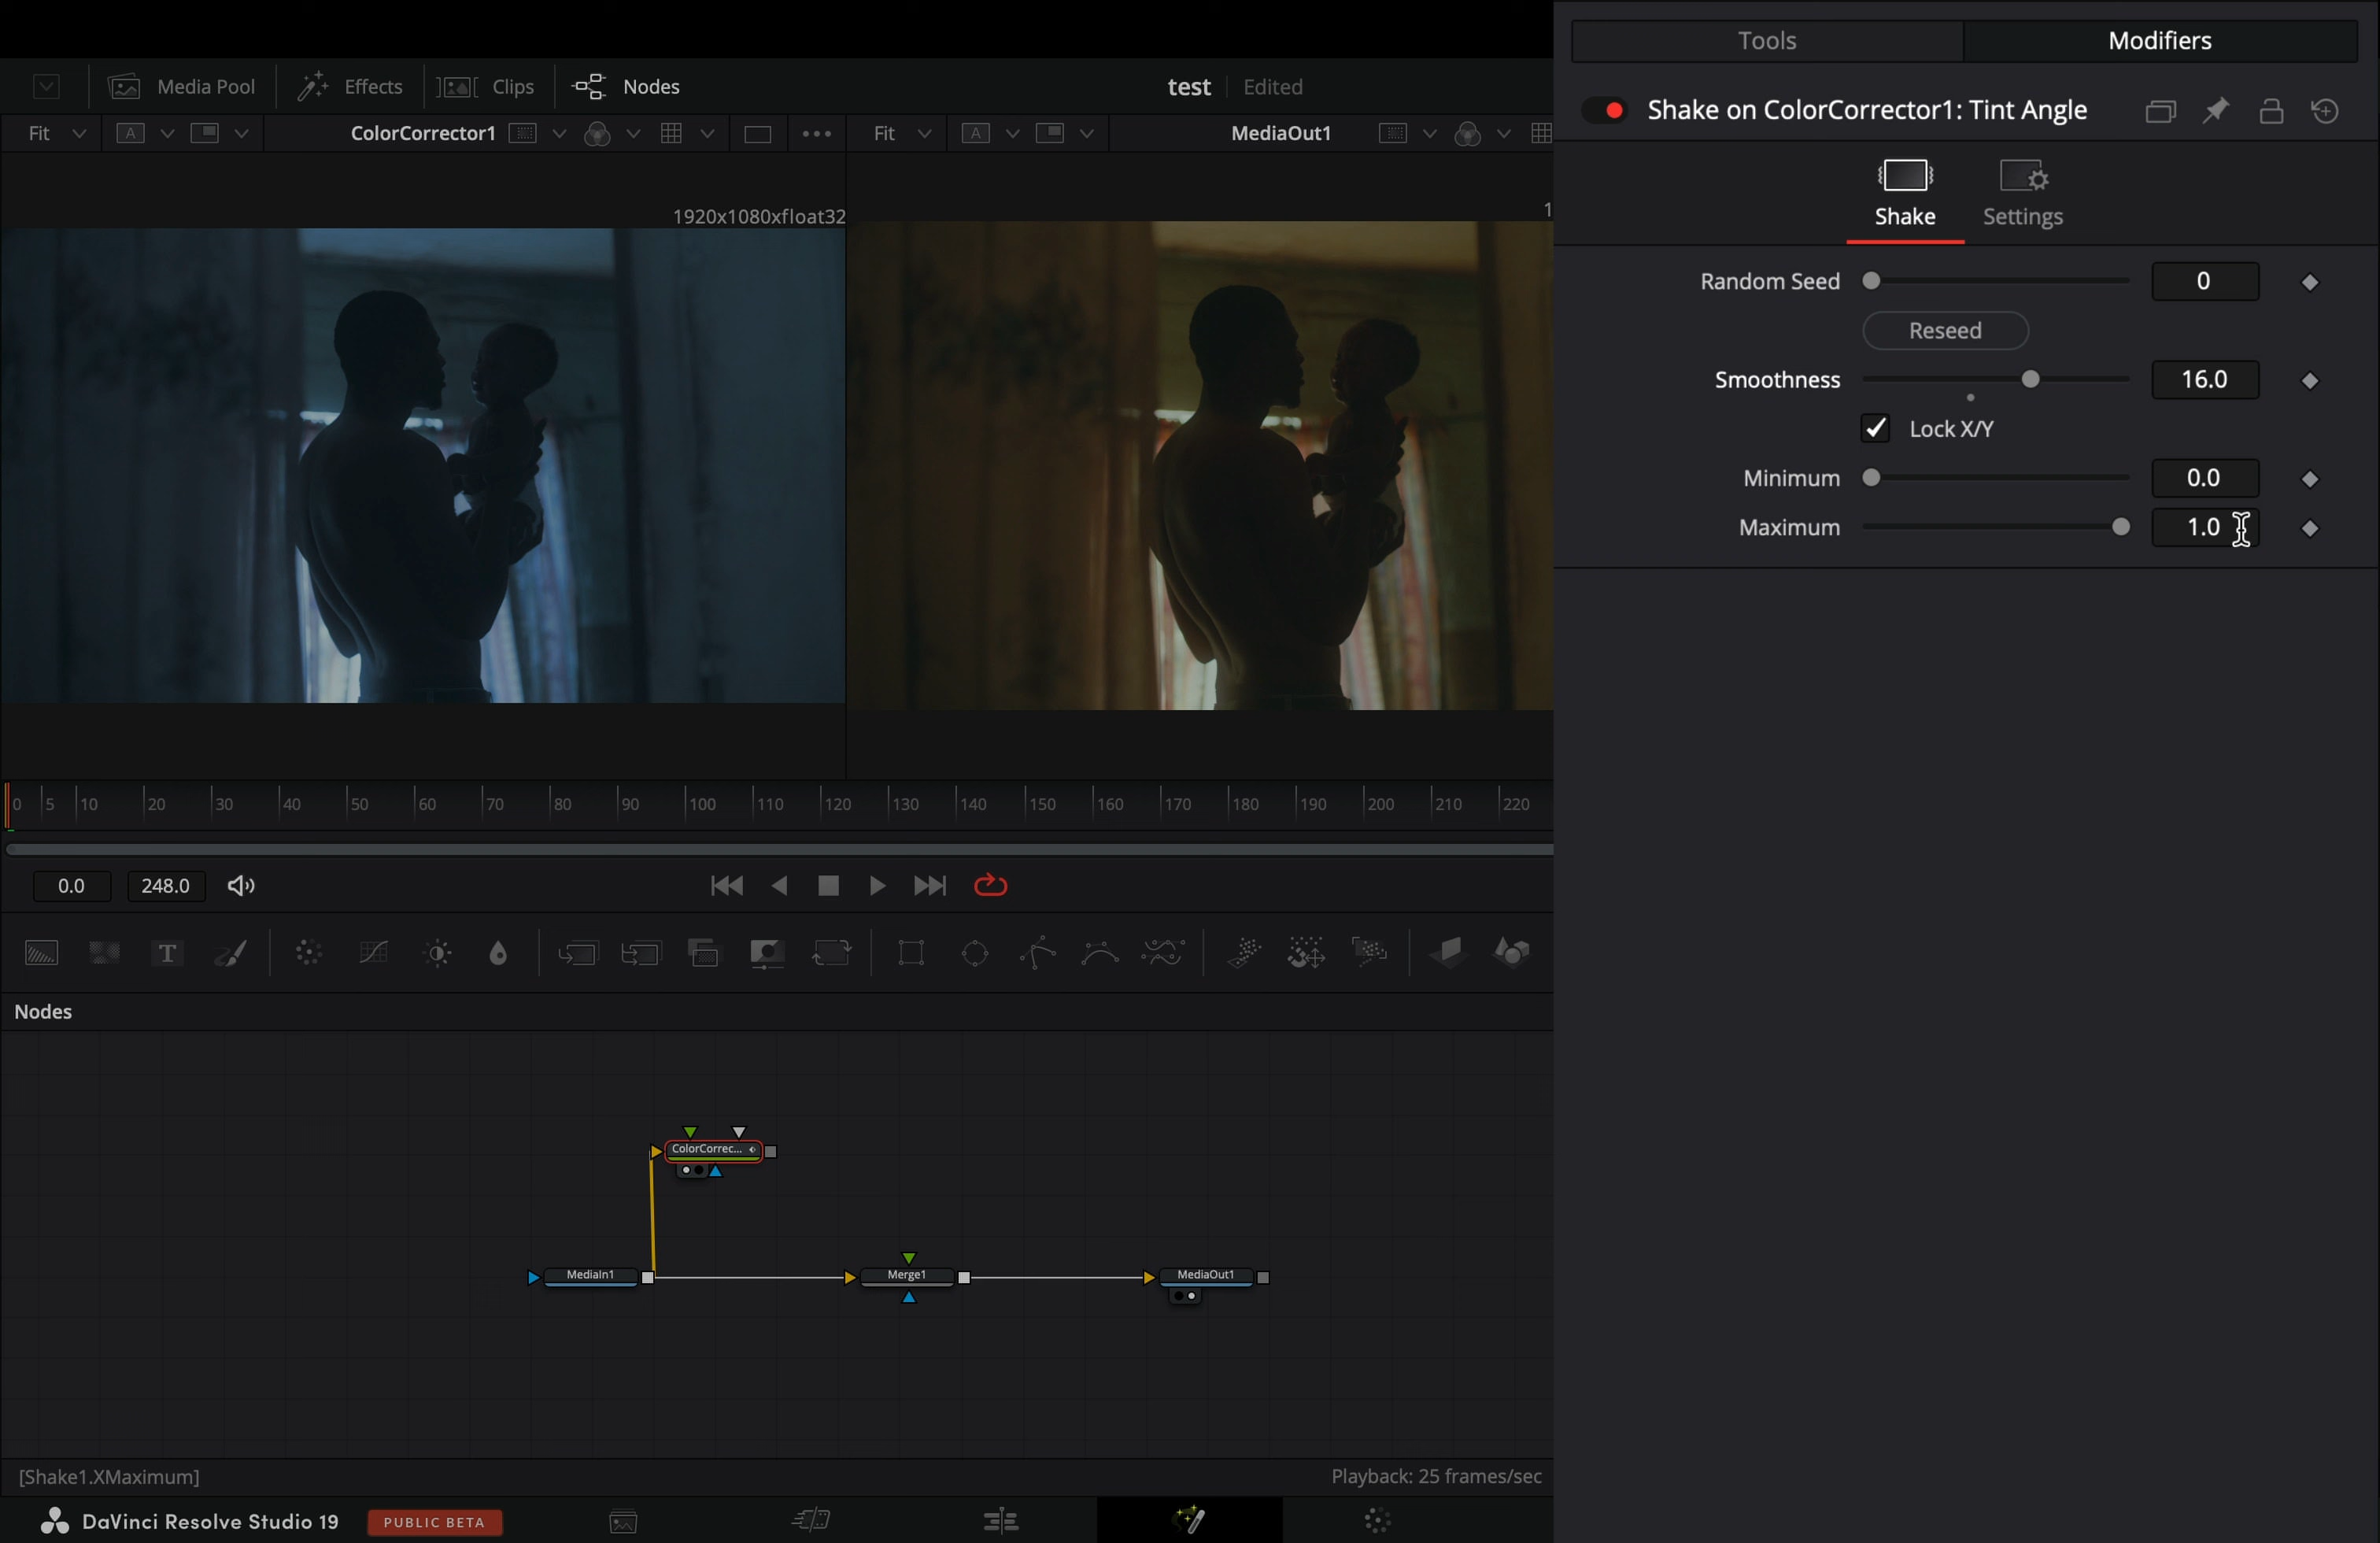 Media Pool
Effects
Clips
Nodes
test
Edited
Fit
A
ColorCorrector1
Fit
A
MediaOut1
1920x1080xfloat32
1
0 5 10 20 30 40 50 60 70 80 90 100 110 120 130 140 150 160 170 180 190 200 210 220
0.0
248.0
T
Nodes
ColorCorrec...
MediaIn1
Merge1
MediaOut1
[Shake1.XMaximum]
Playback: 25 frames/sec
DaVinci Resolve Studio 19
PUBLIC BETA
Tools
Modifiers
Shake on ColorCorrector1: Tint Angle
Shake
Settings
Random Seed
0
Reseed
Smoothness
16.0
Lock X/Y
Minimum
0.0
Maximum
1.0